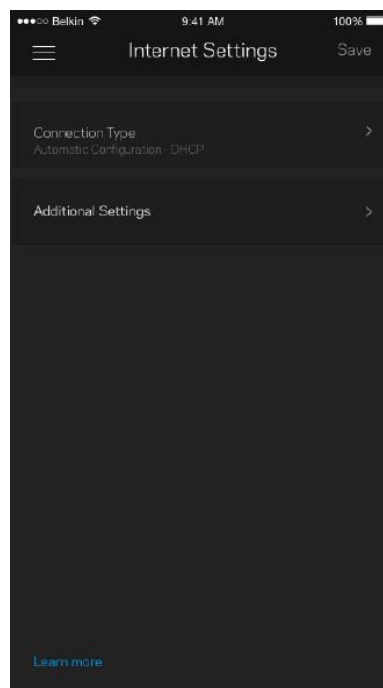 Belkin 9:41 AM 100%
Internet Settings Save
Connection Type
Automatic Configuration - DHCP
Additional Settings
Learn more